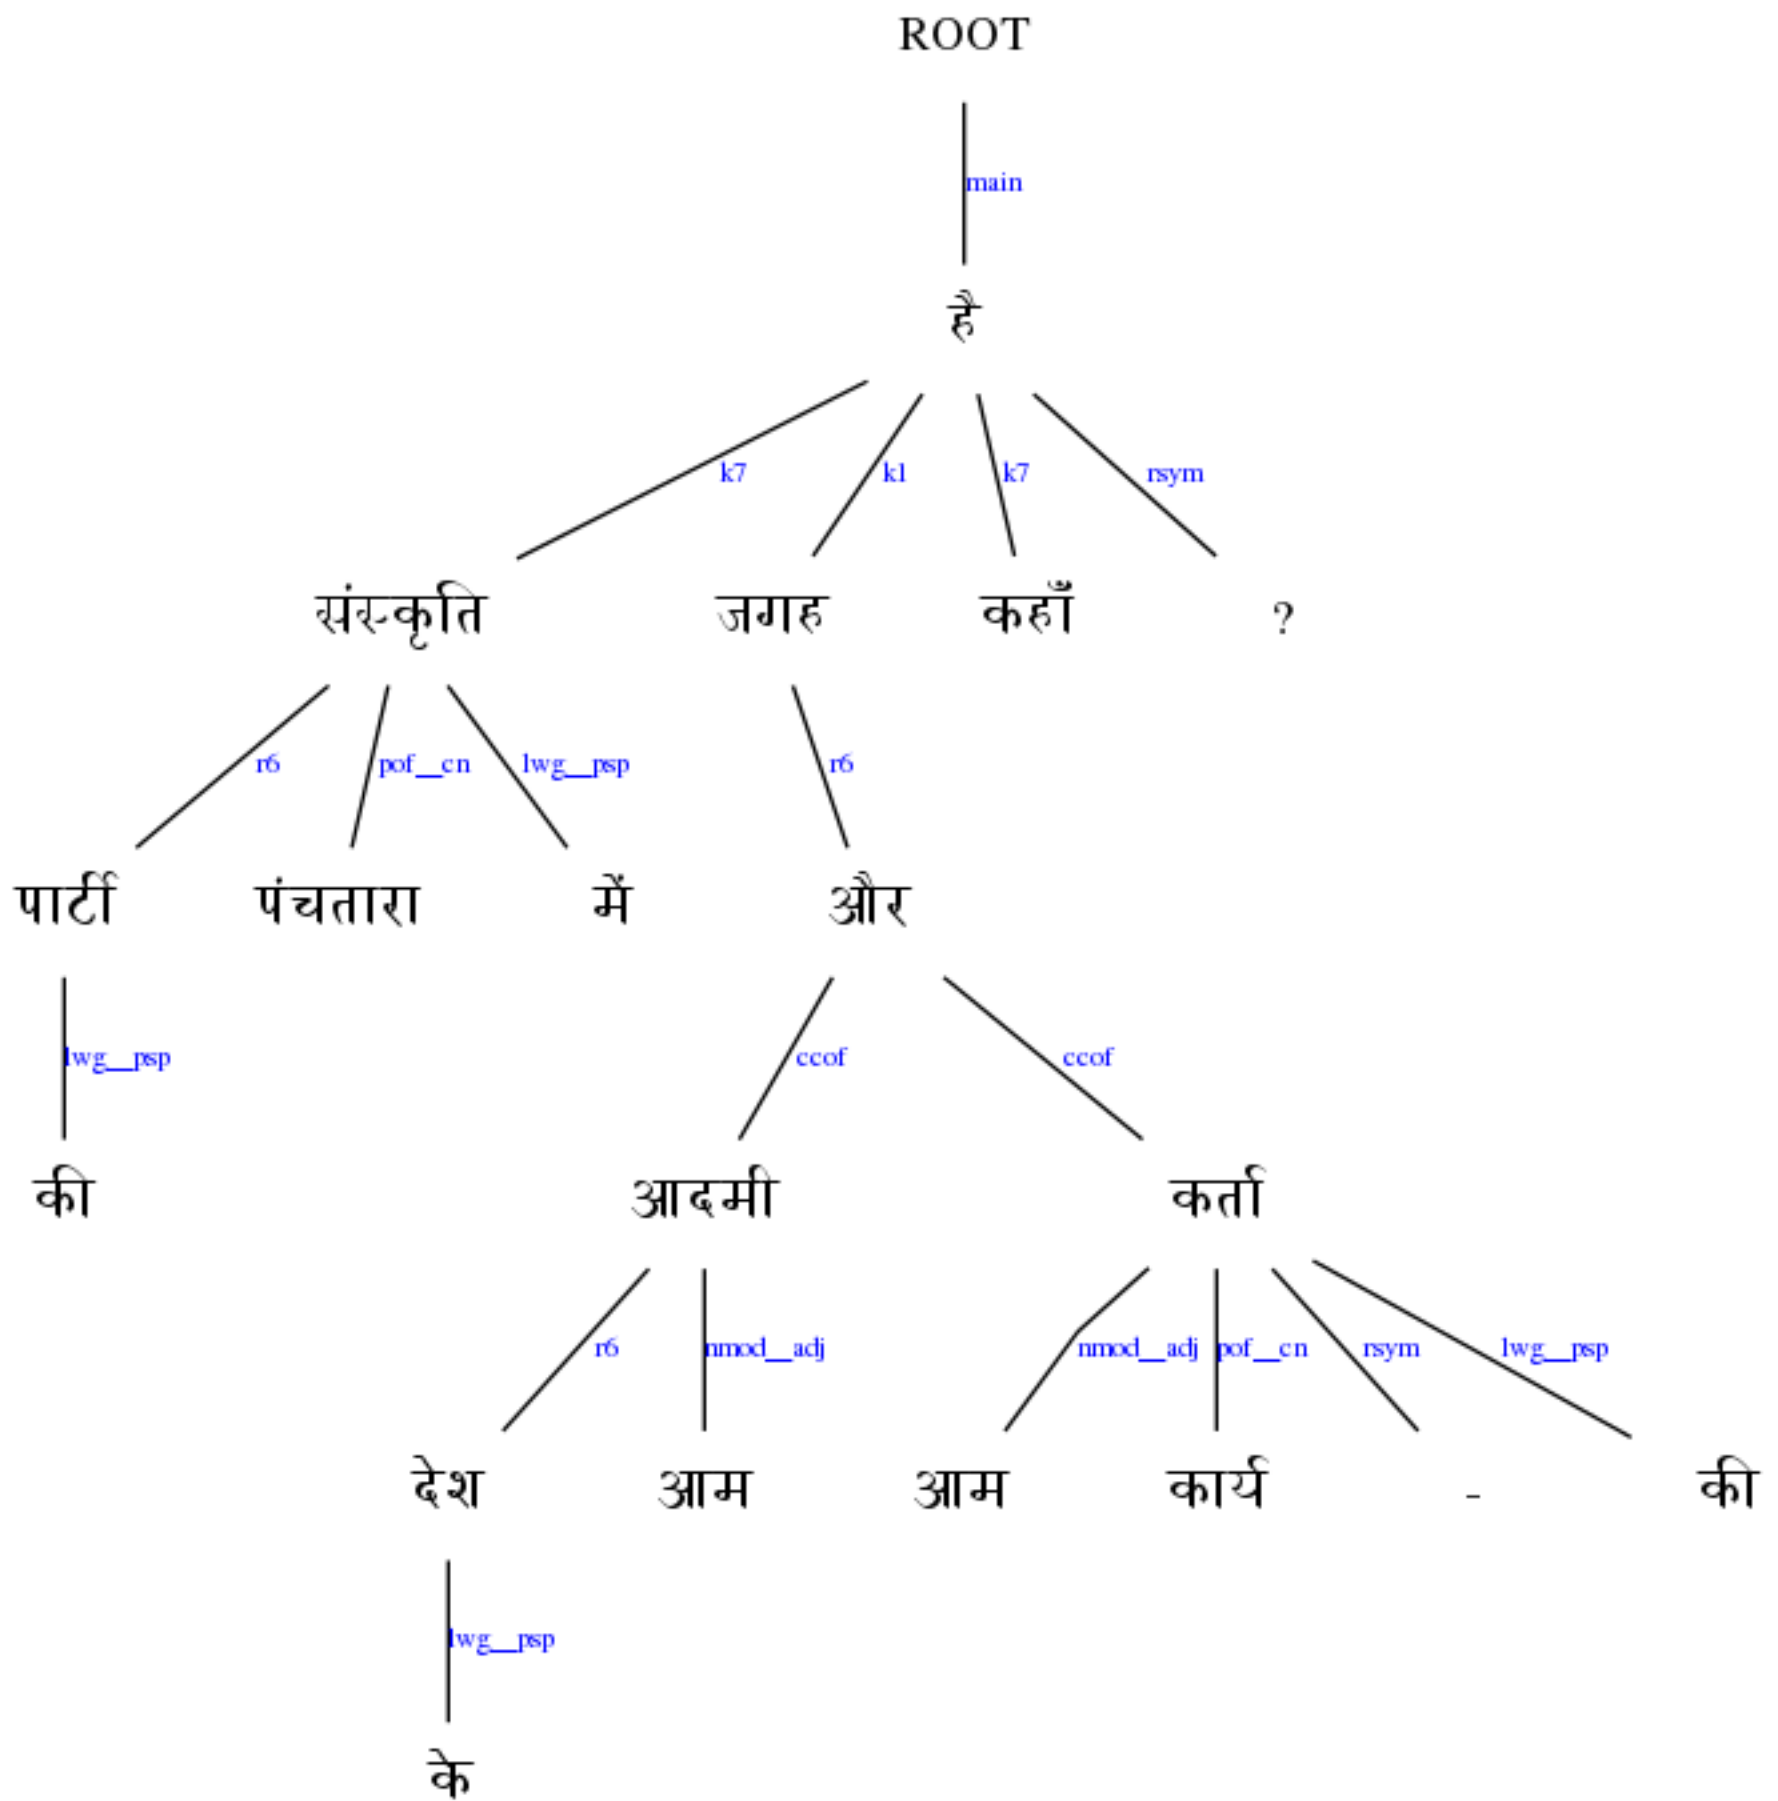 ROOT
main
है
k7 k1 k7 rsym
संस्कृति जगह कहाँ ?
r6 pof__cn lwg__psp r6
पार्टी पंचतारा में और
lwg__psp ccof ccof
की आदमी कर्ता
r6 nmod__adj nmod__adj pof__cn rsym lwg__psp
देश आम आम कार्य - की
lwg__psp
के